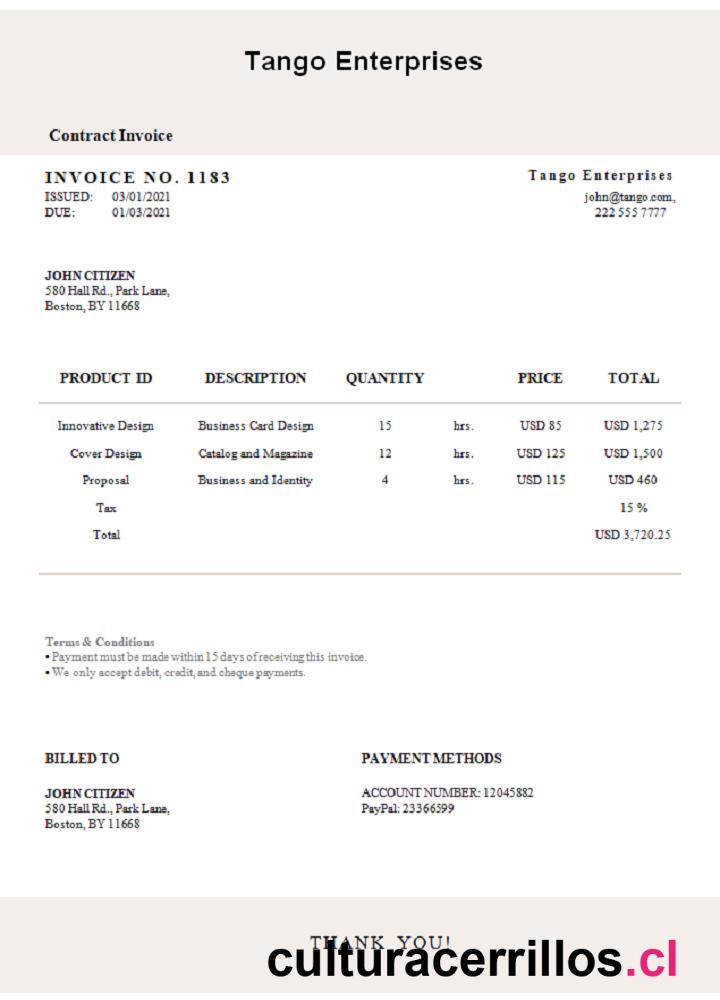 Tango Enterprises
Contract Invoice
INVOICE NO. 1183
ISSUED: 03/01/2021
DUE: 01/03/2021
Tango Enterprises
john@tango.com,
222 555 7777
JOHN CITIZEN
580 Hall Rd., Park Lane,
Boston, BY 11668
PRODUCT ID DESCRIPTION QUANTITY PRICE TOTAL
Innovative Design Business Card Design 15 hrs. USD 85 USD 1,275
Cover Design Catalog and Magazine 12 hrs. USD 125 USD 1,500
Proposal Business and Identity 4 hrs. USD 115 USD 460
Tax 15 %
Total USD 3,720.25
Terms & Conditions
• Payment must be made within 15 days of receiving this invoice.
• We only accept debit, credit, and cheque payments.
BILLED TO
JOHN CITIZEN
580 Hall Rd., Park Lane,
Boston, BY 11668
PAYMENT METHODS
ACCOUNT NUMBER: 12045882
PayPal: 23366599
THANK YOU!
culturacerrillos.cl